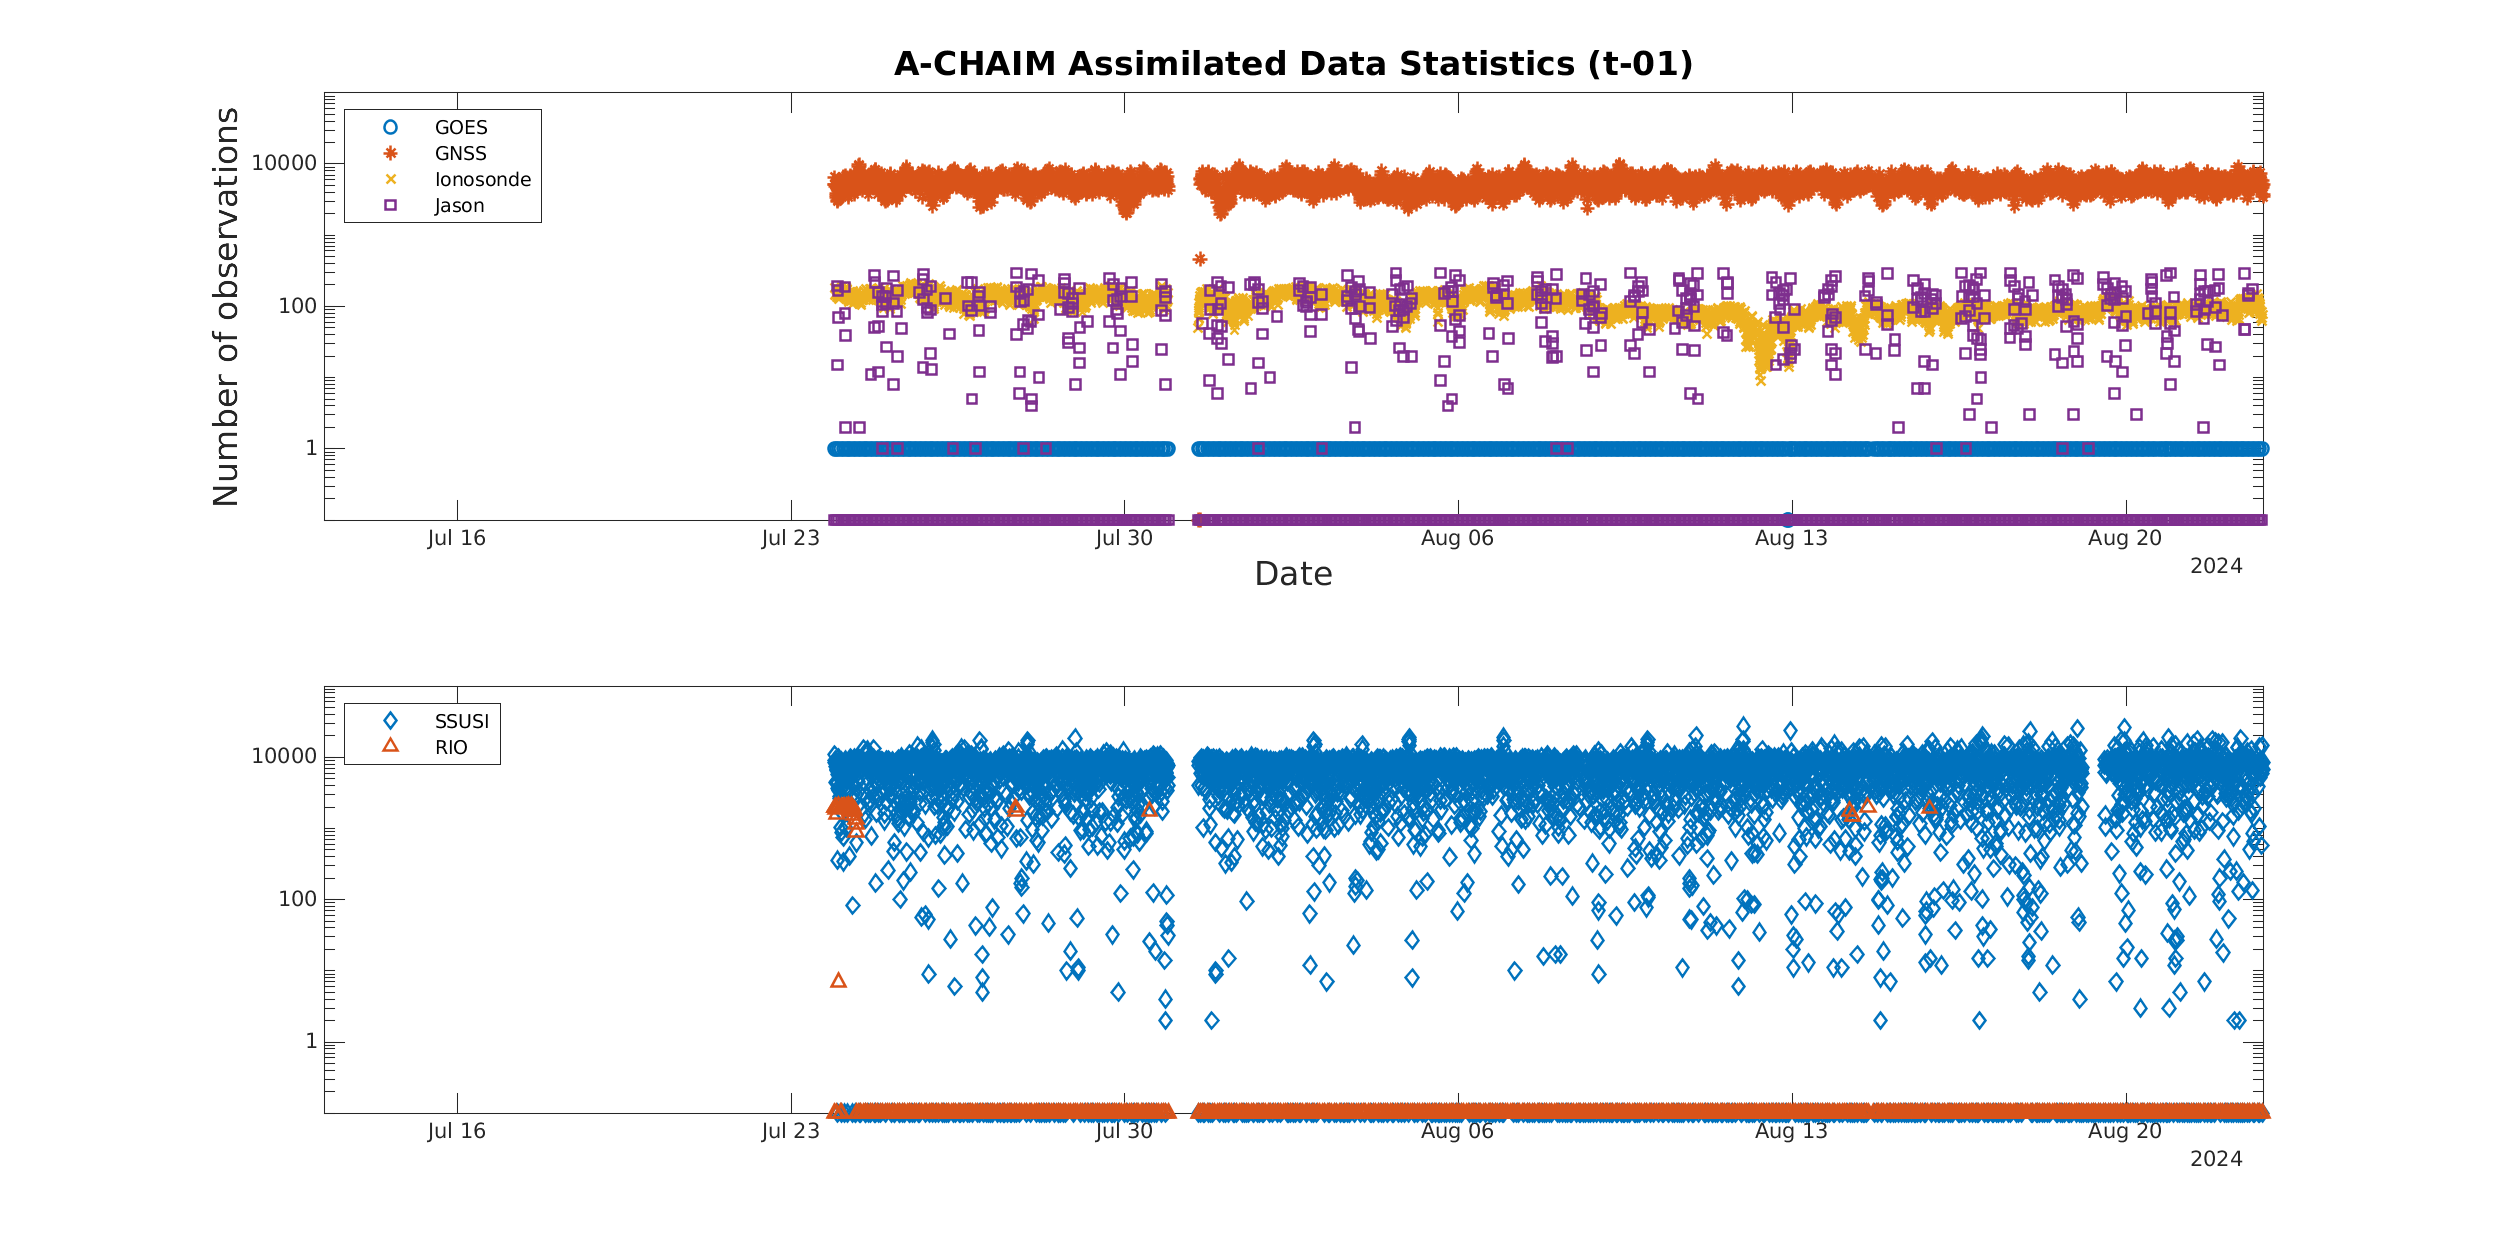 A-CHAIM Assimilated Data Statistics (t-01)
Number of observations
10000
100
1
GOES
GNSS
Ionosonde
Jason
Jul 16
Jul 23
Jul 30
Aug 06
Aug 13
Aug 20
2024
Date
10000
100
1
SSUSI
RIO
Jul 16
Jul 23
Jul 30
Aug 06
Aug 13
Aug 20
2024